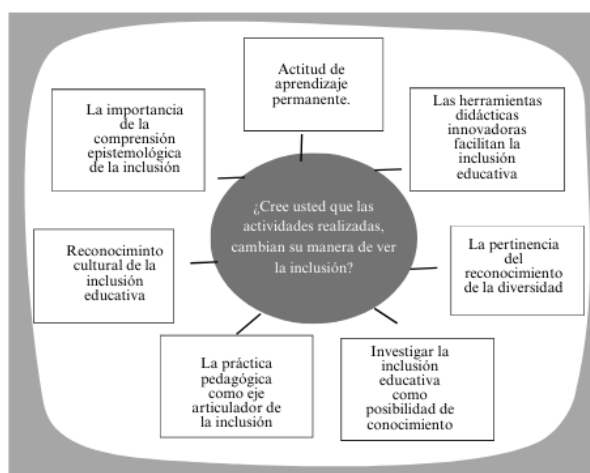 Actitud de
aprendizaje
permanente.
La importancia
de la
comprensión
epistemológica
de la inclusión
Las herramientas
didácticas
innovadoras
facilitan la
inclusión
educativa
¿Cree usted que las
actividades realizadas,
cambian su manera de ver
la inclusión?
Reconociminto
cultural de la
inclusión
educativa
La pertinencia
del
reconocimiento
de la diversidad
La práctica
pedagógica
como eje
articulador de
la inclusión
Investigar la
inclusión
educativa
como
posibilidad de
conocimiento